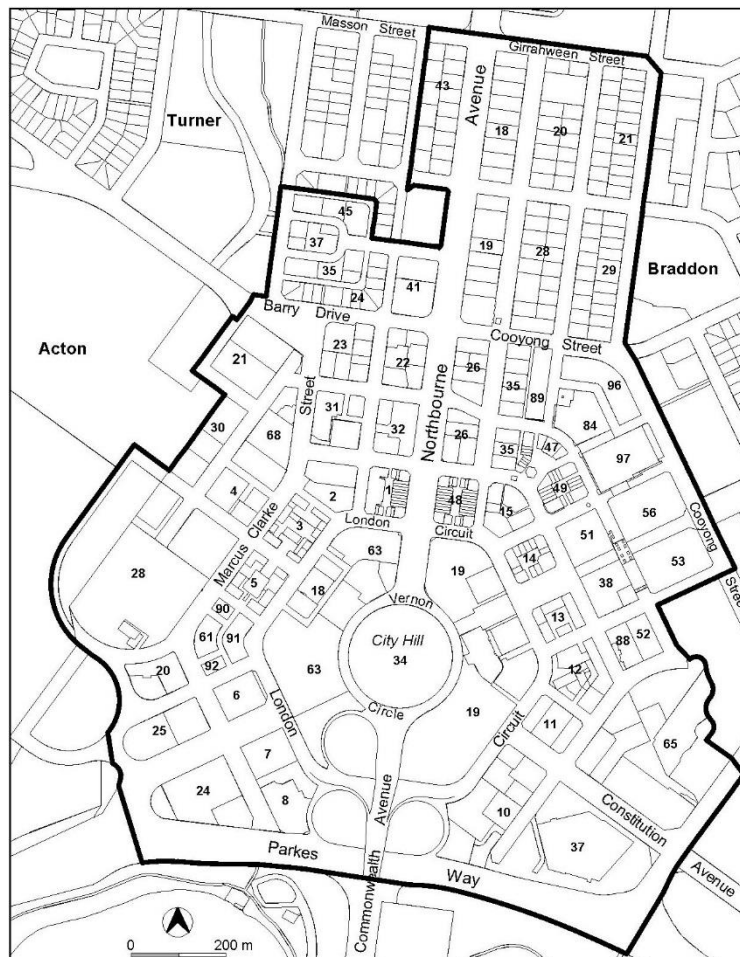 Masson Street
Girrahween Street
43
Avenue
18
20
21
Turner
45
37
19
28
29
Braddon
35
24
41
Barry Drive
Cooyong Street
Acton
21
23
22
26
35
89
96
Street
31
32
Northbourne
84
30
68
26
35
47
97
4
2
1
48
49
15
56
Marcus Clarke
3
London
Circuit
51
Cooyong
63
19
14
53
28
5
18
38
Vernon
Street
90
City Hill
13
61
91
34
88
52
92
63
12
20
6
London
Circle
19
Circuit
11
25
65
7
24
8
Avenue
10
Constitution
37
Parkes
Way
Commonwealth
Avenue
0
200 m